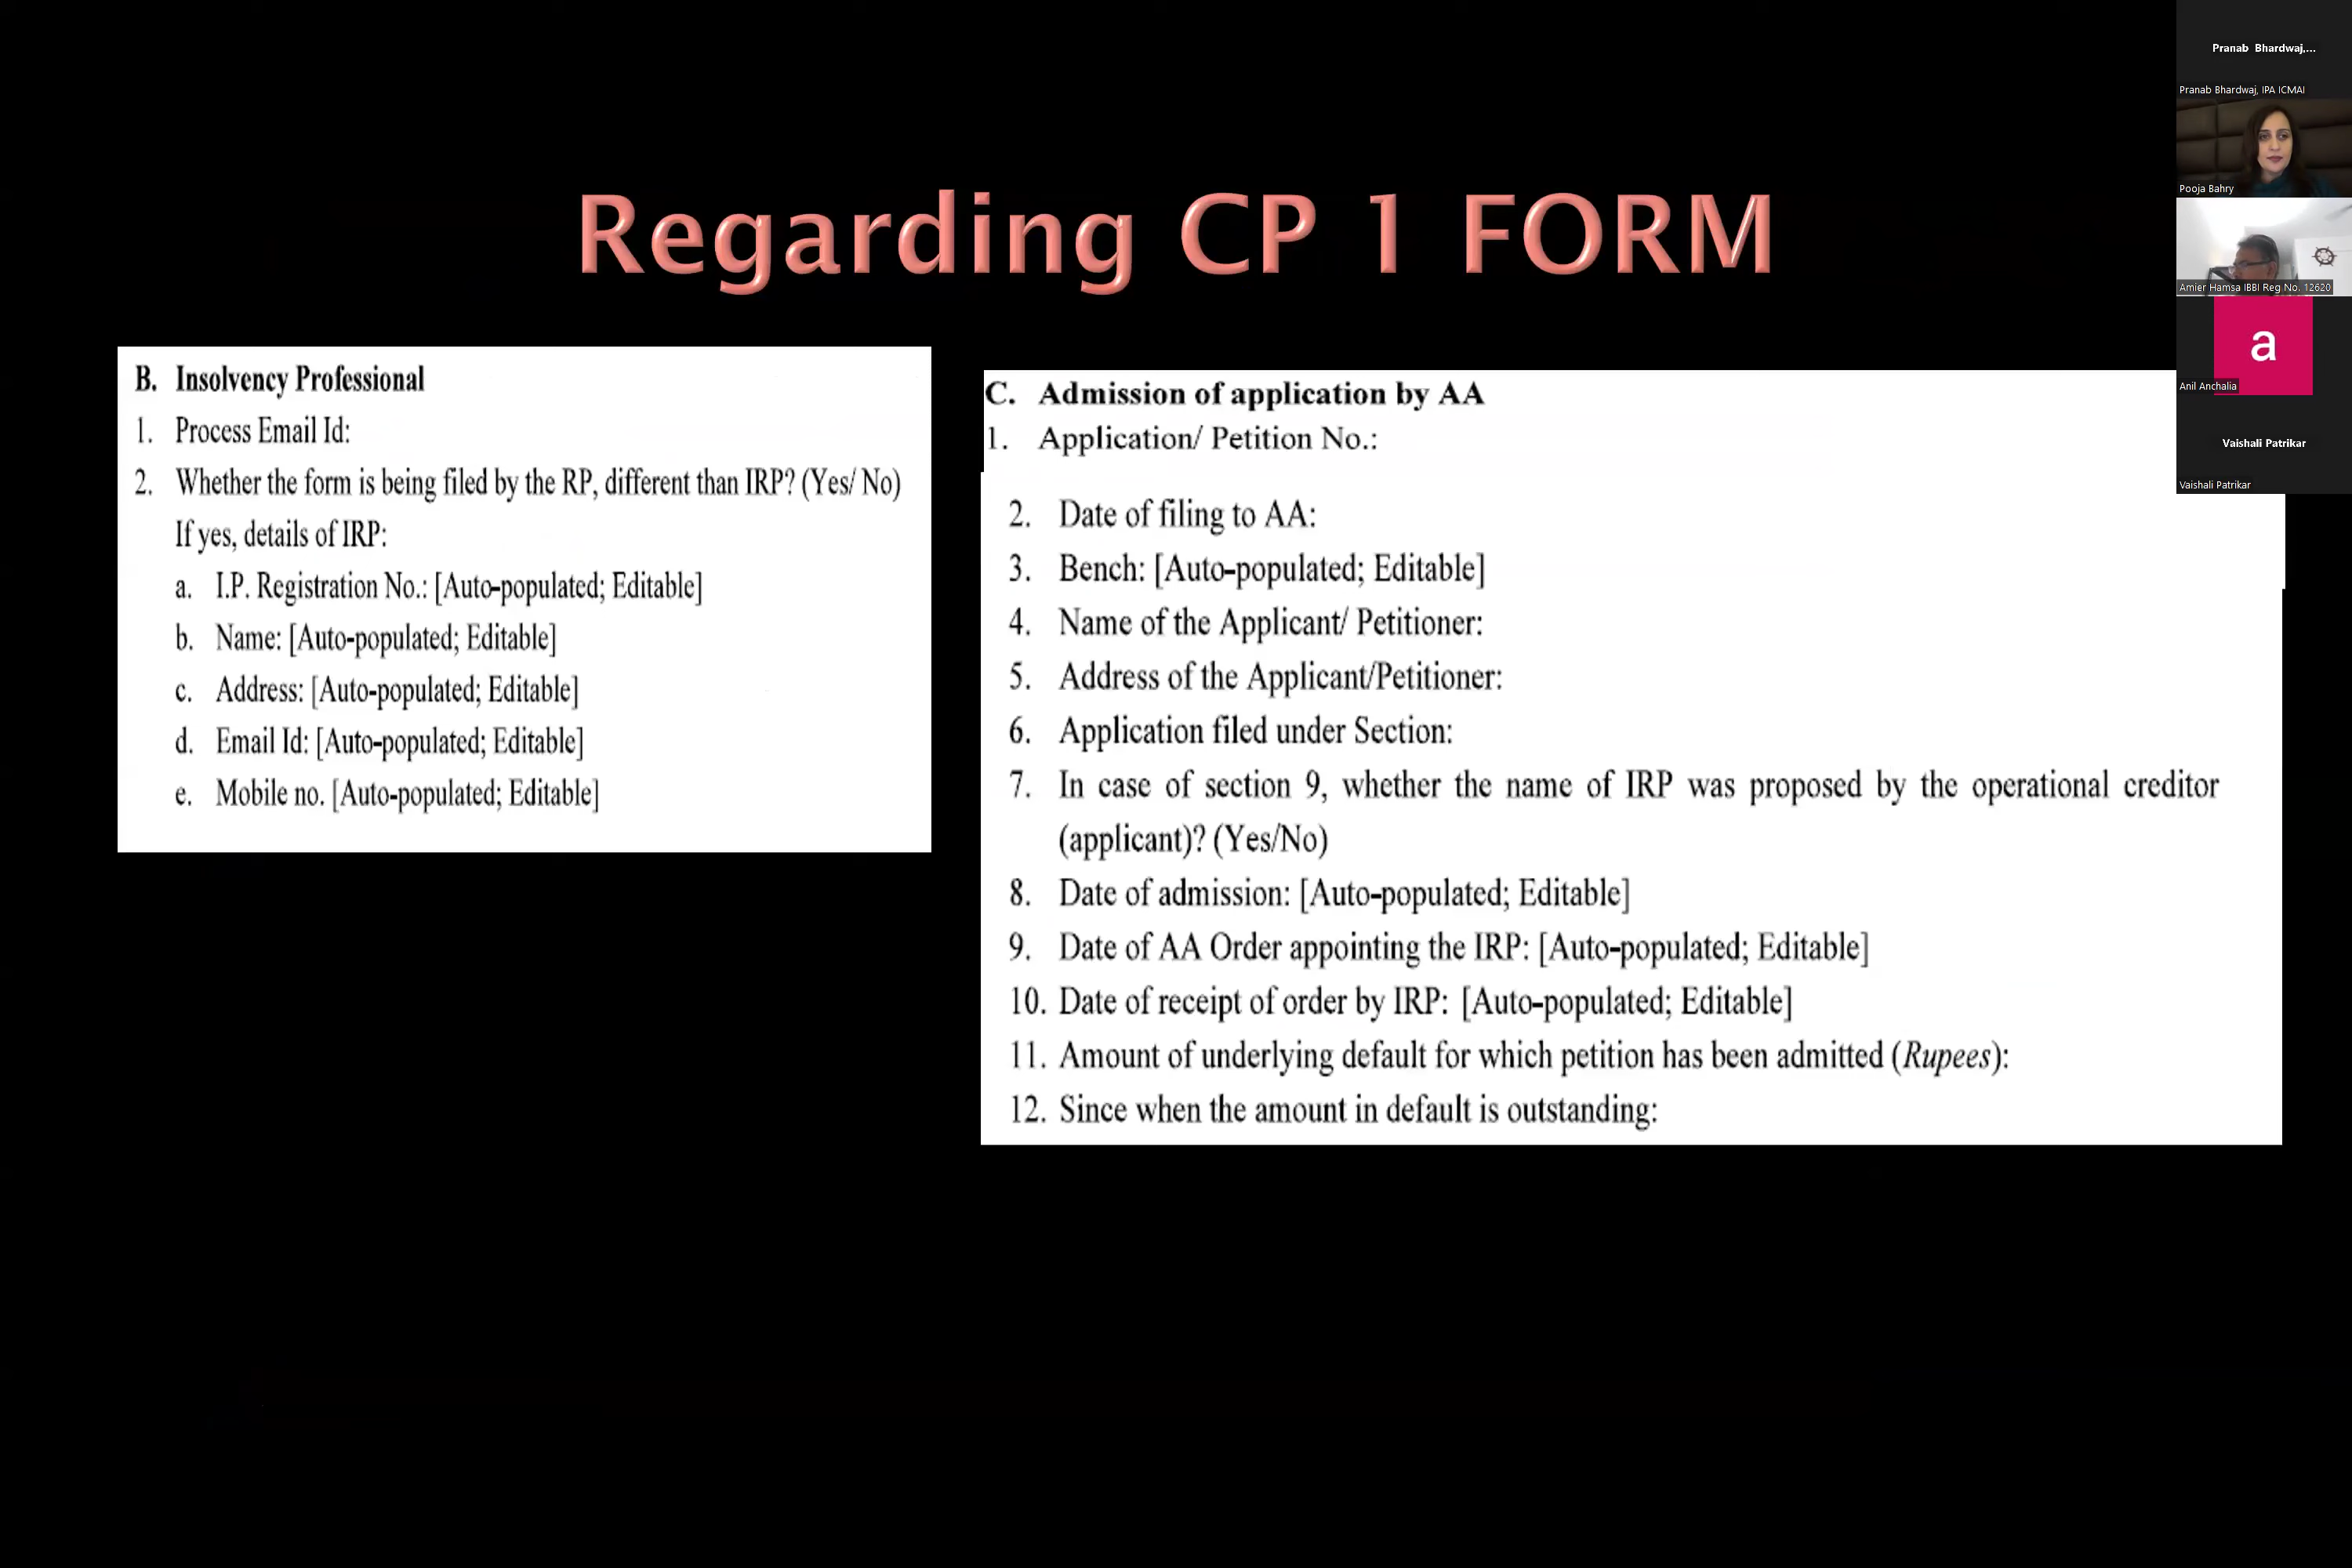 Regarding CP 1 FORM
B. Insolvency Professional
1. Process Email Id:
2. Whether the form is being filed by the RP, different than IRP? (Yes/ No)
If yes, details of IRP:
a. I.P. Registration No.: [Auto-populated; Editable]
b. Name: [Auto-populated; Editable]
c. Address: [Auto-populated; Editable]
d. Email Id: [Auto-populated; Editable]
e. Mobile no. [Auto-populated; Editable]
C. Admission of application by AA
1. Application/ Petition No.:
2. Date of filing to AA:
3. Bench: [Auto-populated; Editable]
4. Name of the Applicant/ Petitioner:
5. Address of the Applicant/Petitioner:
6. Application filed under Section:
7. In case of section 9, whether the name of IRP was proposed by the operational creditor
(applicant)? (Yes/No)
8. Date of admission: [Auto-populated; Editable]
9. Date of AA Order appointing the IRP: [Auto-populated; Editable]
10. Date of receipt of order by IRP: [Auto-populated; Editable]
11. Amount of underlying default for which petition has been admitted (Rupees):
12. Since when the amount in default is outstanding:
Pranab Bhardwaj,...
Pranab Bhardwaj, IPA ICMAI
Pooja Bahry
Amier Hamsa IBBI Reg No. 12620
a
Anil Anchalia
Vaishali Patrikar
Vaishali Patrikar